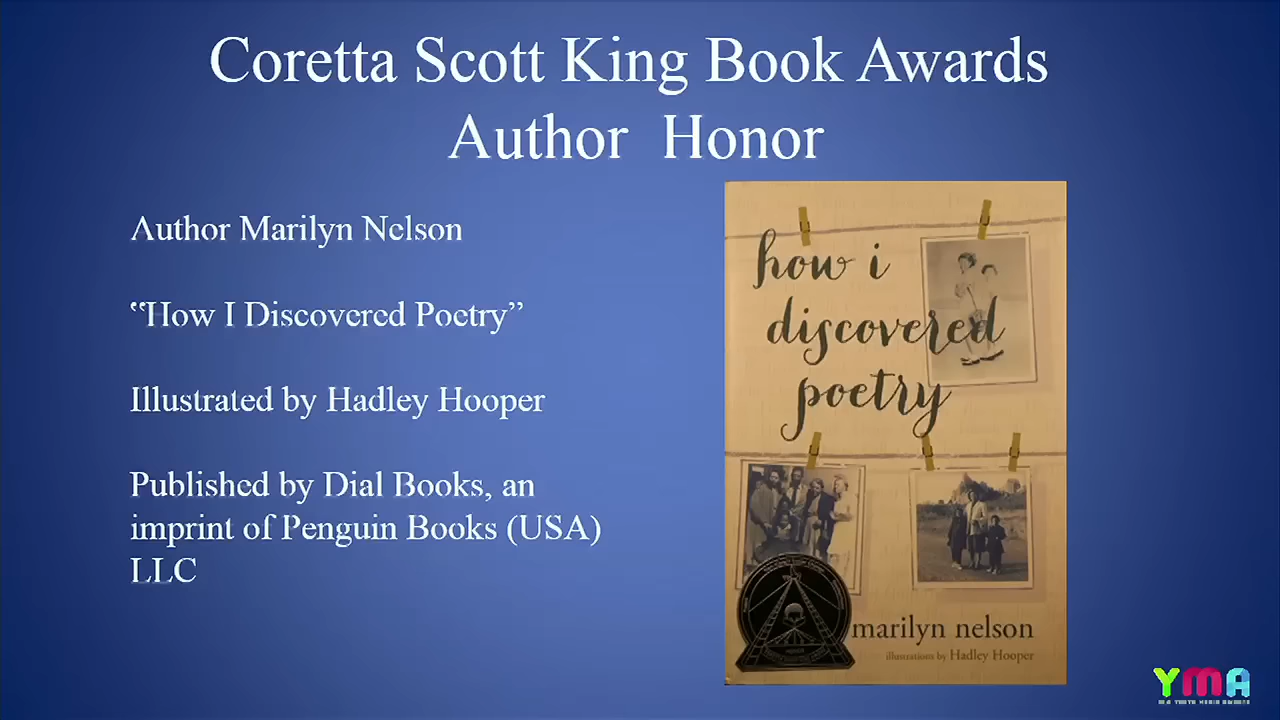 Coretta Scott King Book Awards
Author Honor
Author Marilyn Nelson
“How I Discovered Poetry”
Illustrated by Hadley Hooper
Published by Dial Books, an
imprint of Penguin Books (USA)
LLC
how i
discovered
poetry
marilyn nelson
illustrations by Hadley Hooper
YMA